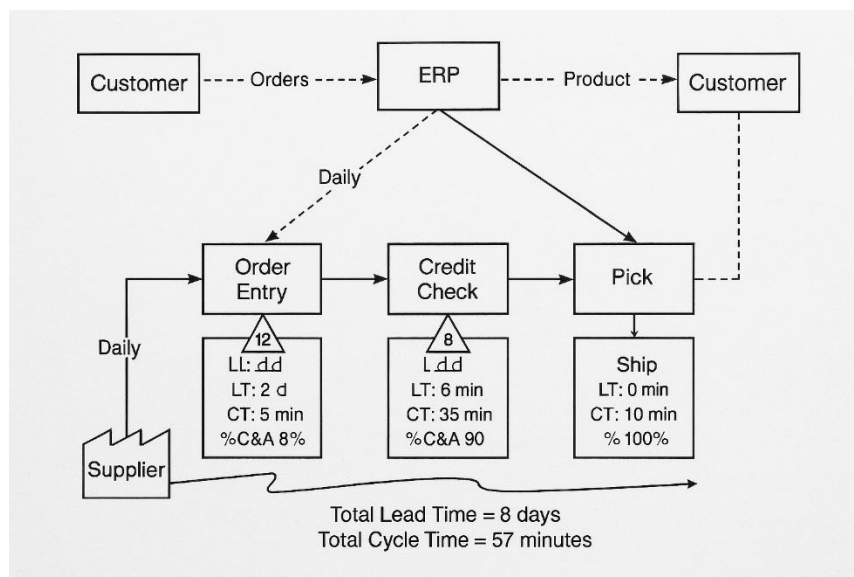 Customer
Orders
ERP
Product
Customer
Daily
Order
Entry
Credit
Check
Pick
Daily
12
LL:
LT: 2 d
CT: 5 min
%C&A 8%
8
LT: 6 min
CT: 35 min
%C&A 90
Ship
LT: 0 min
CT: 10 min
% 100%
Supplier
Total Lead Time = 8 days
Total Cycle Time = 57 minutes